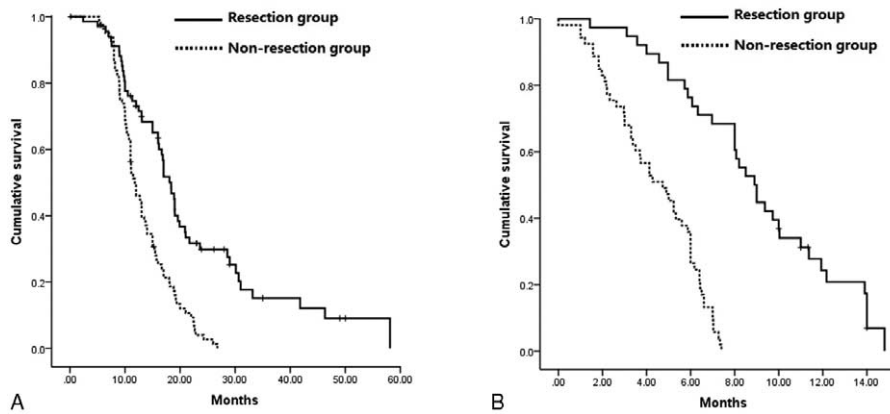 Resection group
Non-resection group
Cumulative survival
1.0
0.8
0.6
0.4
0.2
0.0
.00 10.00 20.00 30.00 40.00 50.00 60.00
Months
A
Resection group
Non-resection group
Cumulative survival
1.0
0.8
0.6
0.4
0.2
0.0
.00 2.00 4.00 6.00 8.00 10.00 12.00 14.00
Months
B